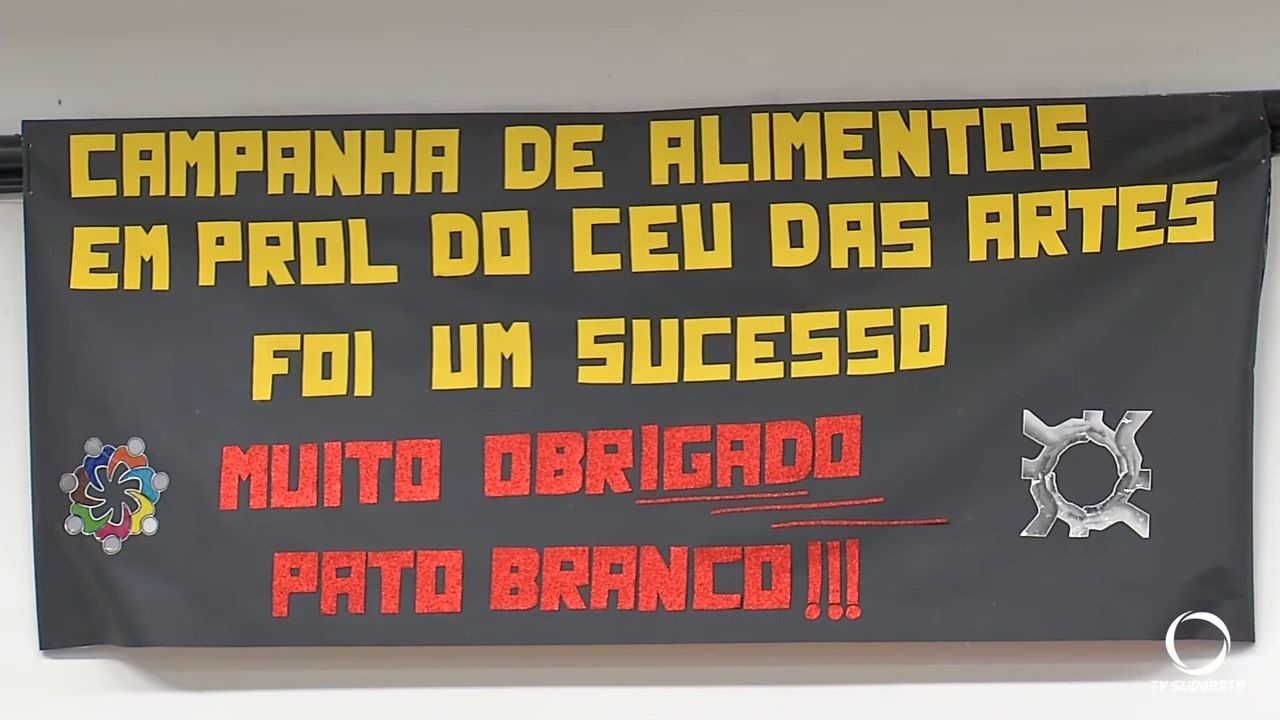 CAMPANHA DE ALIMENTOS
EM PROL DO CEU DAS ARTES
FOI UM SUCESSO
MUITO OBRIGADO
PATO BRANCO!!!
TV SUDOESTE